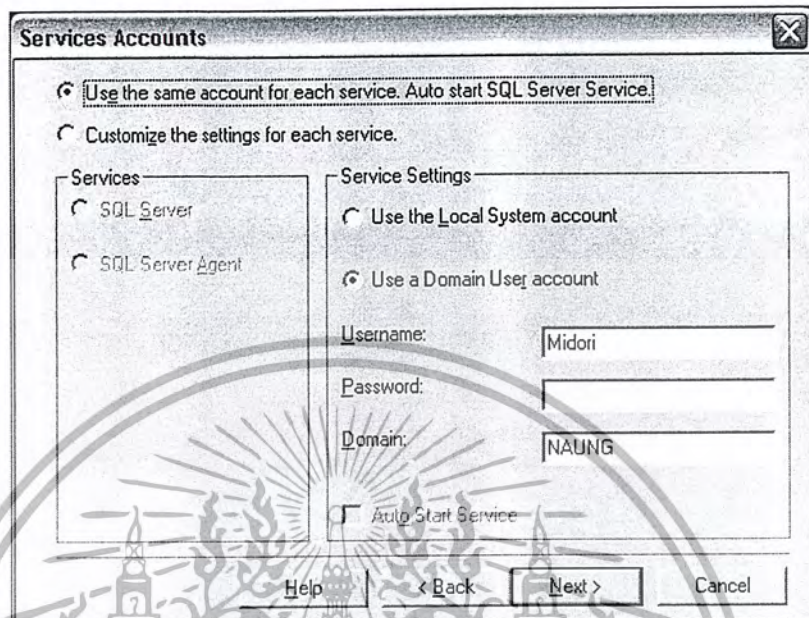 Services Accounts
Use the same account for each service. Auto start SQL Server Service.
Customize the settings for each service.
Services
SQL Server
SQL Server Agent
Service Settings
Use the Local System account
Use a Domain User account
Username:
Midori
Password:
Domain:
NAUNG
Auto Start Service
Help
< Back
Next >
Cancel